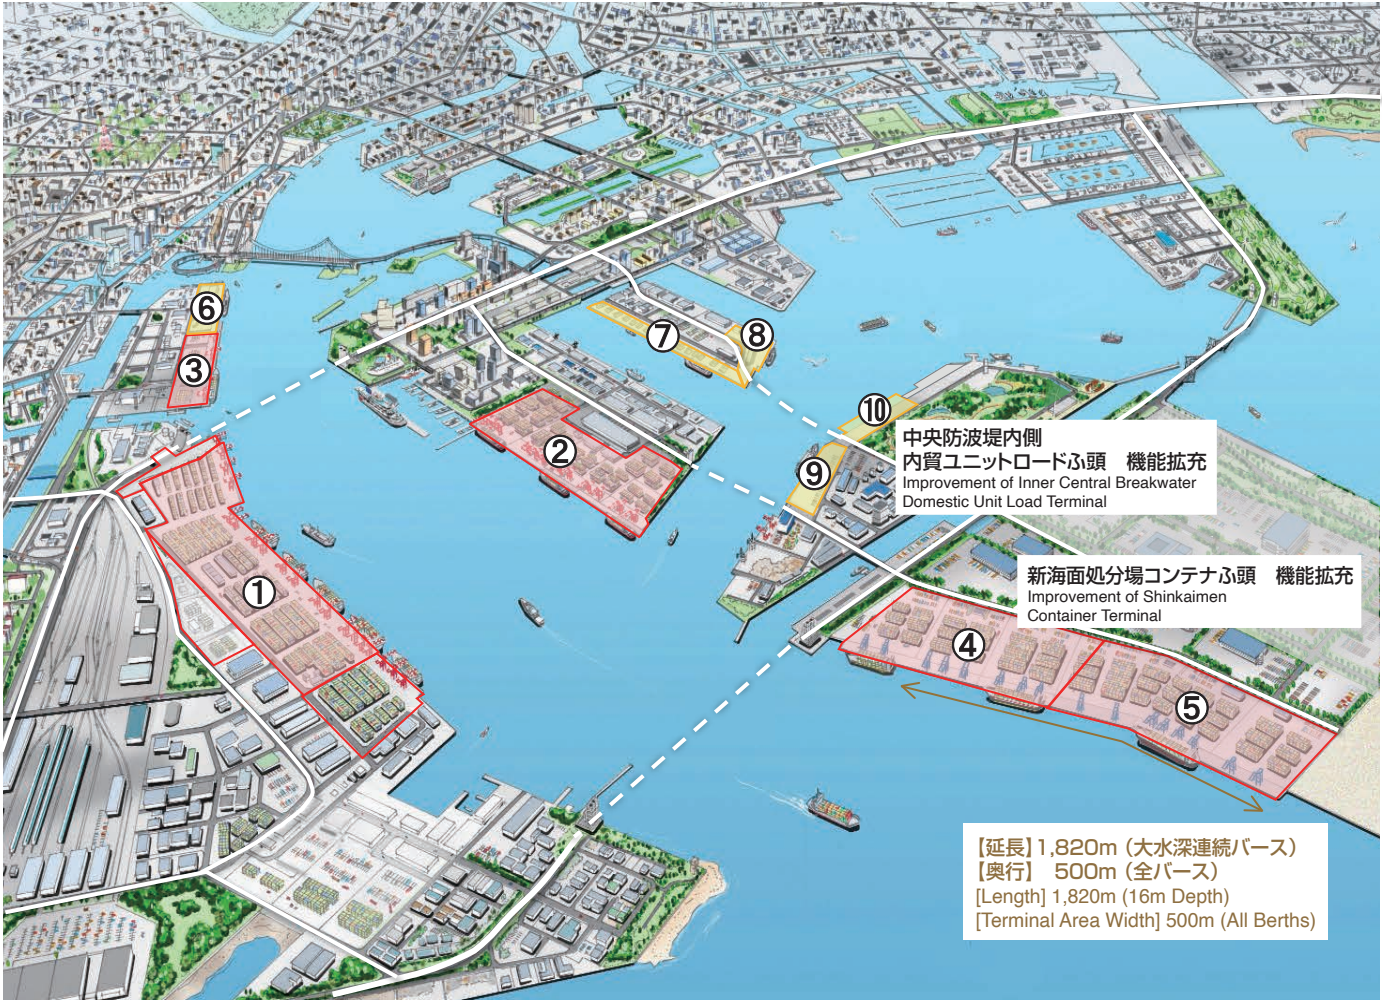 ⑥
③
⑦
⑧
⑩
②
⑨
中央防波堤内側
内貿ユニットロードふ頭　機能拡充
Improvement of Inner Central Breakwater
Domestic Unit Load Terminal
新海面処分場コンテナふ頭　機能拡充
Improvement of Shinkaimen
Container Terminal
①
④
⑤
【延長】1,820m（大水深連続バース）
【奥行】　500m（全バース）
[Length] 1,820m (16m Depth)
[Terminal Area Width] 500m (All Berths)